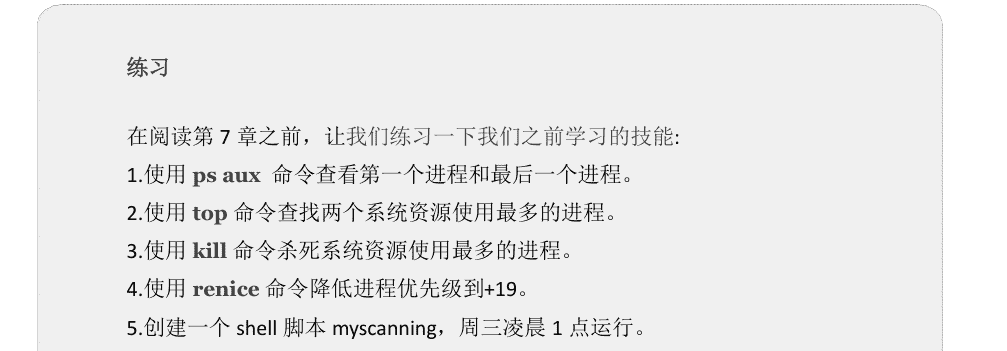 练习
在阅读第 7 章之前，让我们练习一下我们之前学习的技能:
1.使用 ps aux 命令查看第一个进程和最后一个进程。
2.使用 top 命令查找两个系统资源使用最多的进程。
3.使用 kill 命令杀死系统资源使用最多的进程。
4.使用 renice 命令降低进程优先级到+19。
5.创建一个 shell 脚本 myscanning，周三凌晨 1 点运行。